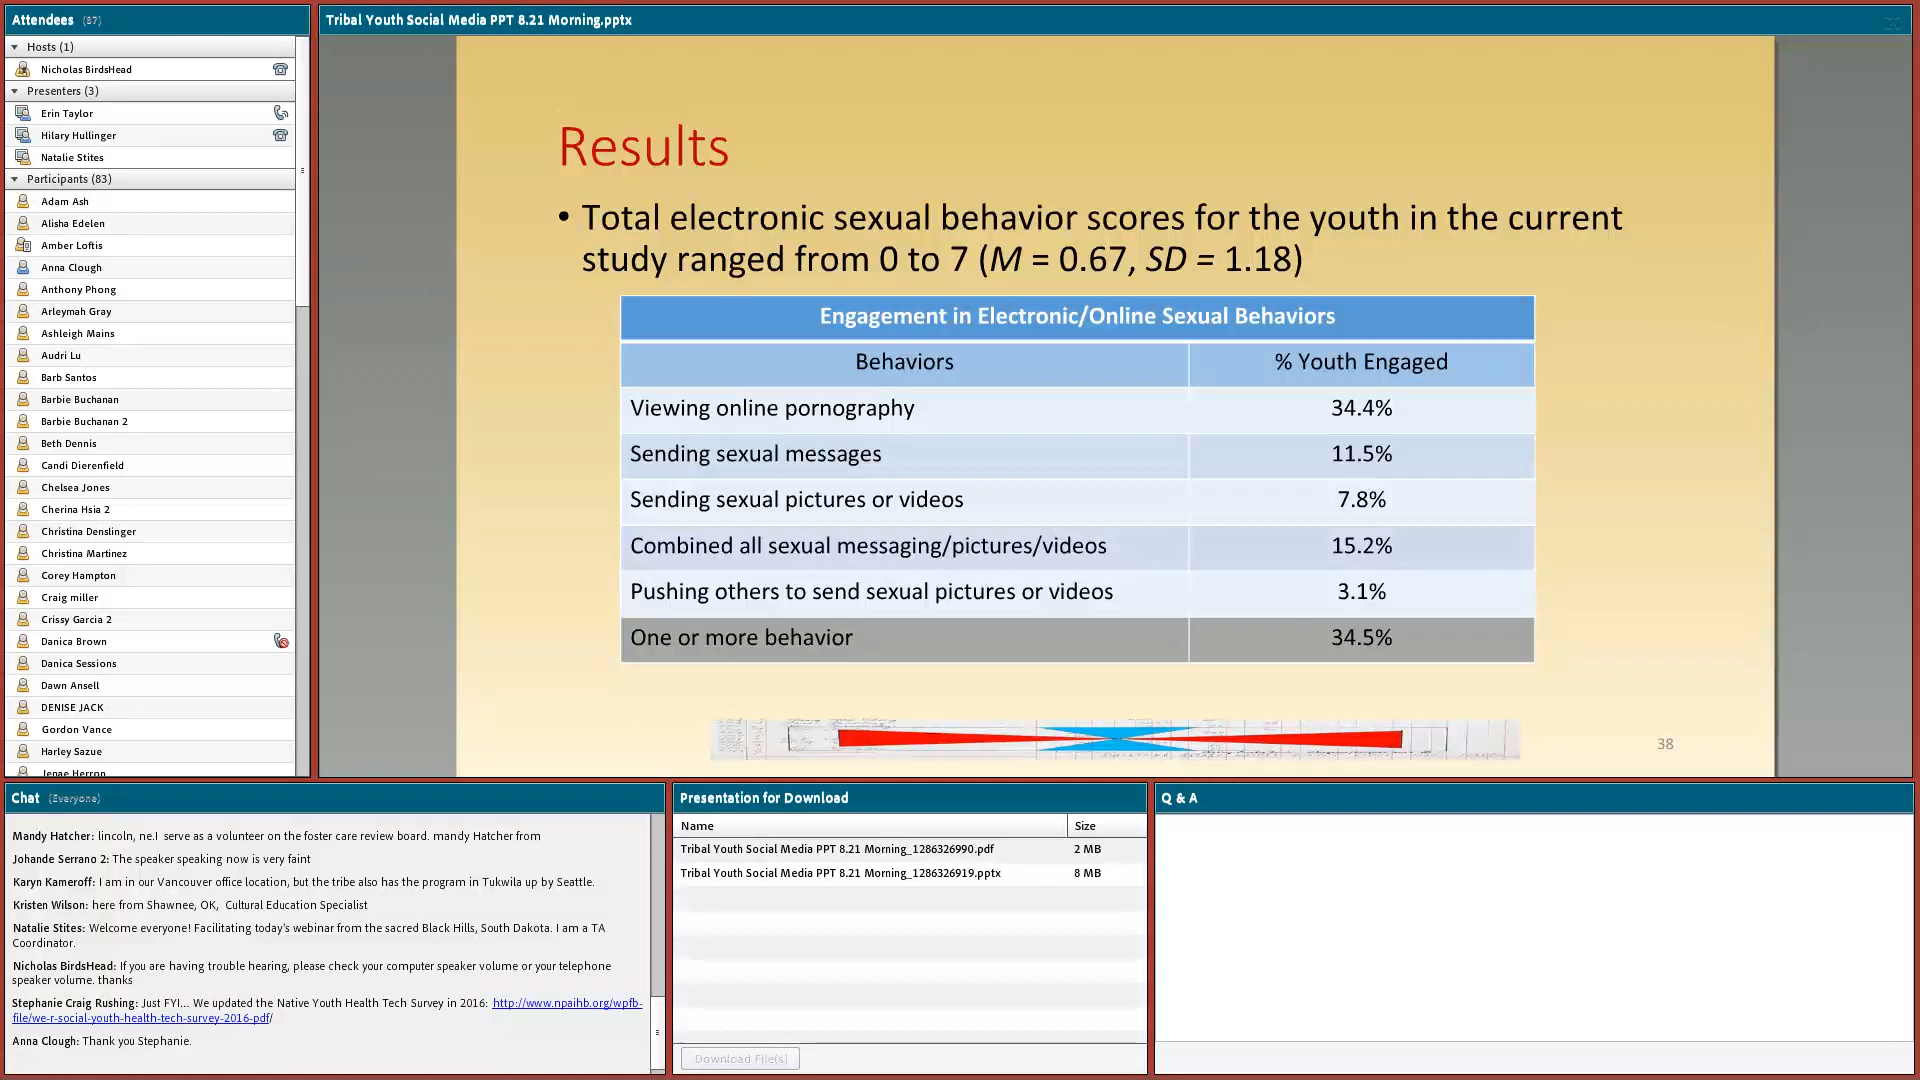 Attendees (87)
Hosts (1)
Nicholas BirdsHead
Presenters (3)
Erin Taylor
Hilary Hullinger
Natalie Stites
Participants (83)
Adam Ash
Alisha Edelen
Amber Loftis
Anna Clough
Anthony Phong
Arleymah Gray
Ashleigh Mains
Audri Lu
Barb Santos
Barbie Buchanan
Barbie Buchanan 2
Beth Dennis
Candi Dierenfield
Chelsea Jones
Cherina Hsia 2
Christina Denslinger
Christina Martinez
Corey Hampton
Craig miller
Crissy Garcia 2
Danica Brown
Danica Sessions
Dawn Ansell
DENISE JACK
Gordon Vance
Harley Sazue
Jenae Herron
Tribal Youth Social Media PPT 8.21 Morning.pptx
Results
• Total electronic sexual behavior scores for the youth in the current
study ranged from 0 to 7 (M = 0.67, SD = 1.18)
Engagement in Electronic/Online Sexual Behaviors
Behaviors % Youth Engaged
Viewing online pornography 34.4%
Sending sexual messages 11.5%
Sending sexual pictures or videos 7.8%
Combined all sexual messaging/pictures/videos 15.2%
Pushing others to send sexual pictures or videos 3.1%
One or more behavior 34.5%
38
Chat (Everyone)
Mandy Hatcher: lincoln, ne.I serve as a volunteer on the foster care review board. mandy Hatcher from
Johande Serrano 2: The speaker speaking now is very faint
Karyn Kameroff: I am in our Vancouver office location, but the tribe also has the program in Tukwila up by Seattle.
Kristen Wilson: here from Shawnee, OK, Cultural Education Specialist
Natalie Stites: Welcome everyone! Facilitating today's webinar from the sacred Black Hills, South Dakota. I am a TA
Coordinator.
Nicholas BirdsHead: If you are having trouble hearing, please check your computer speaker volume or your telephone
speaker volume. thanks
Stephanie Craig Rushing: Just FYI... We updated the Native Youth Health Tech Survey in 2016: http://www.npaihb.org/wpfb-
file/we-r-social-youth-health-tech-survey-2016-pdf/
Anna Clough: Thank you Stephanie.
Presentation for Download
Name Size
Tribal Youth Social Media PPT 8.21 Morning_1286326990.pdf 2 MB
Tribal Youth Social Media PPT 8.21 Morning_1286326919.pptx 8 MB
Download File(s)
Q & A